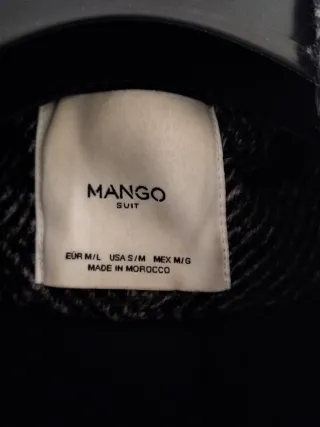 MANGO
SUIT
EUR M/L USA S/M MEX M/G
MADE IN MOROCCO